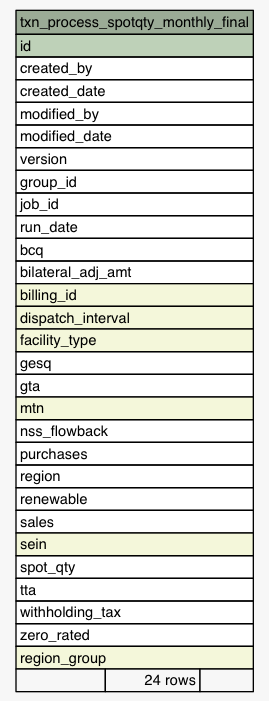 txn_process_spotqty_monthly_final
id
created_by
created_date
modified_by
modified_date
version
group_id
job_id
run_date
bcq
bilateral_adj_amt
billing_id
dispatch_interval
facility_type
gesq
gta
mtn
nss_flowback
purchases
region
renewable
sales
sein
spot_qty
tta
withholding_tax
zero_rated
region_group
24 rows